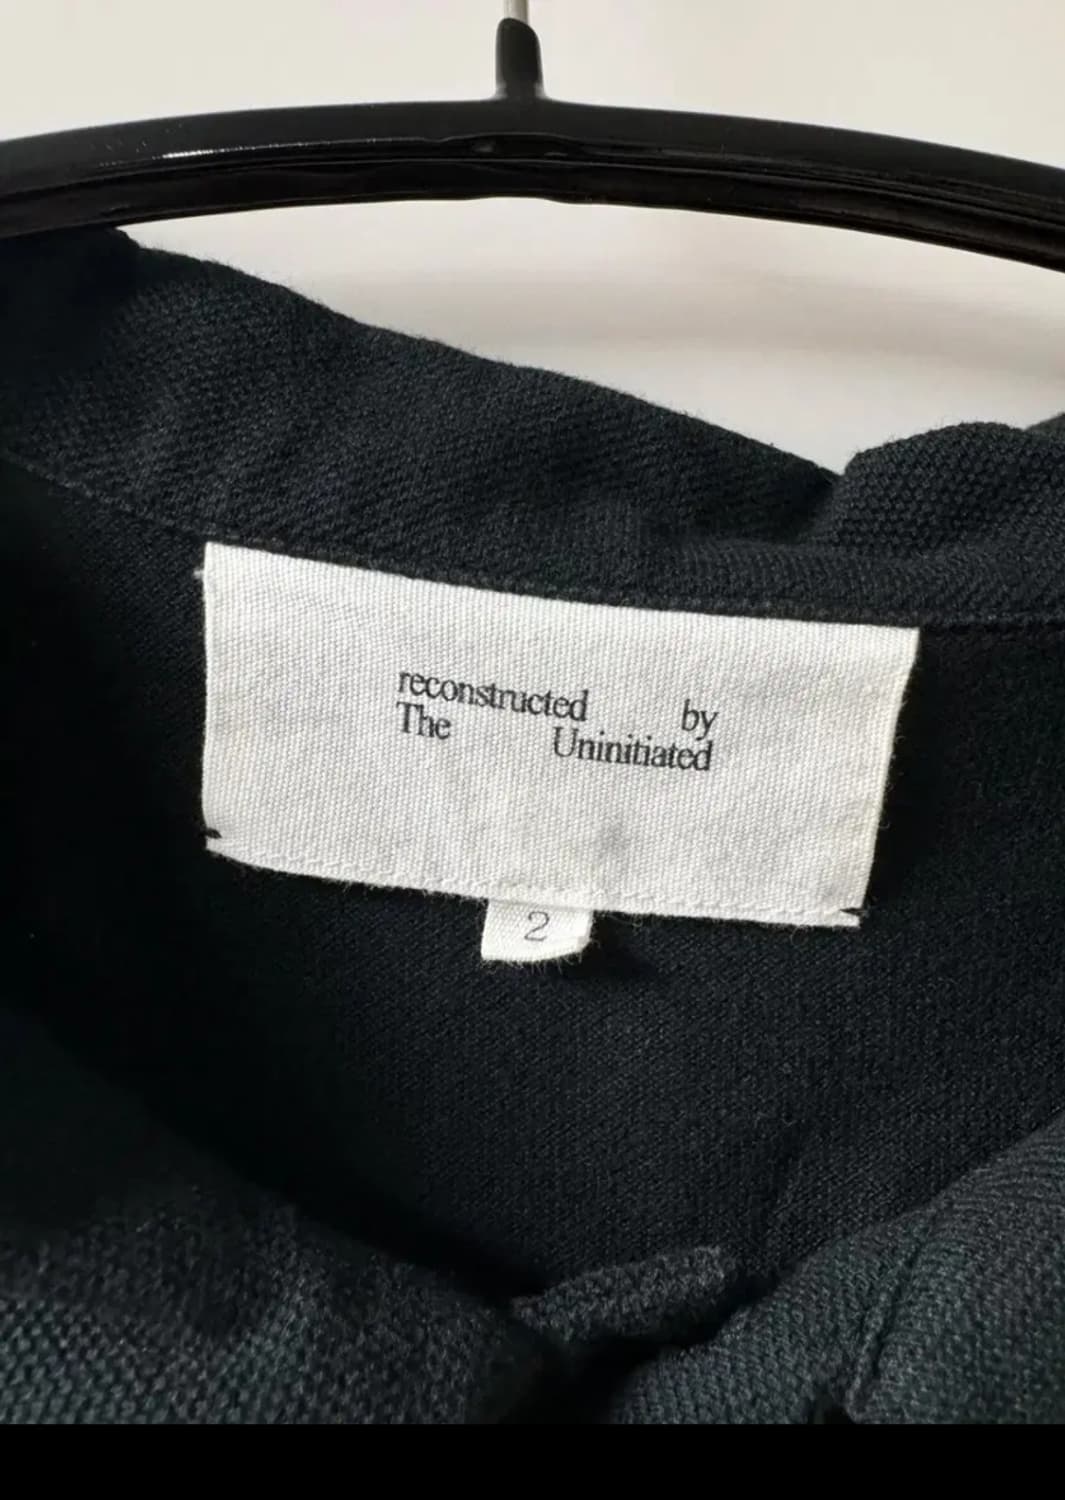 reconstructed by
The Uninitiated
2